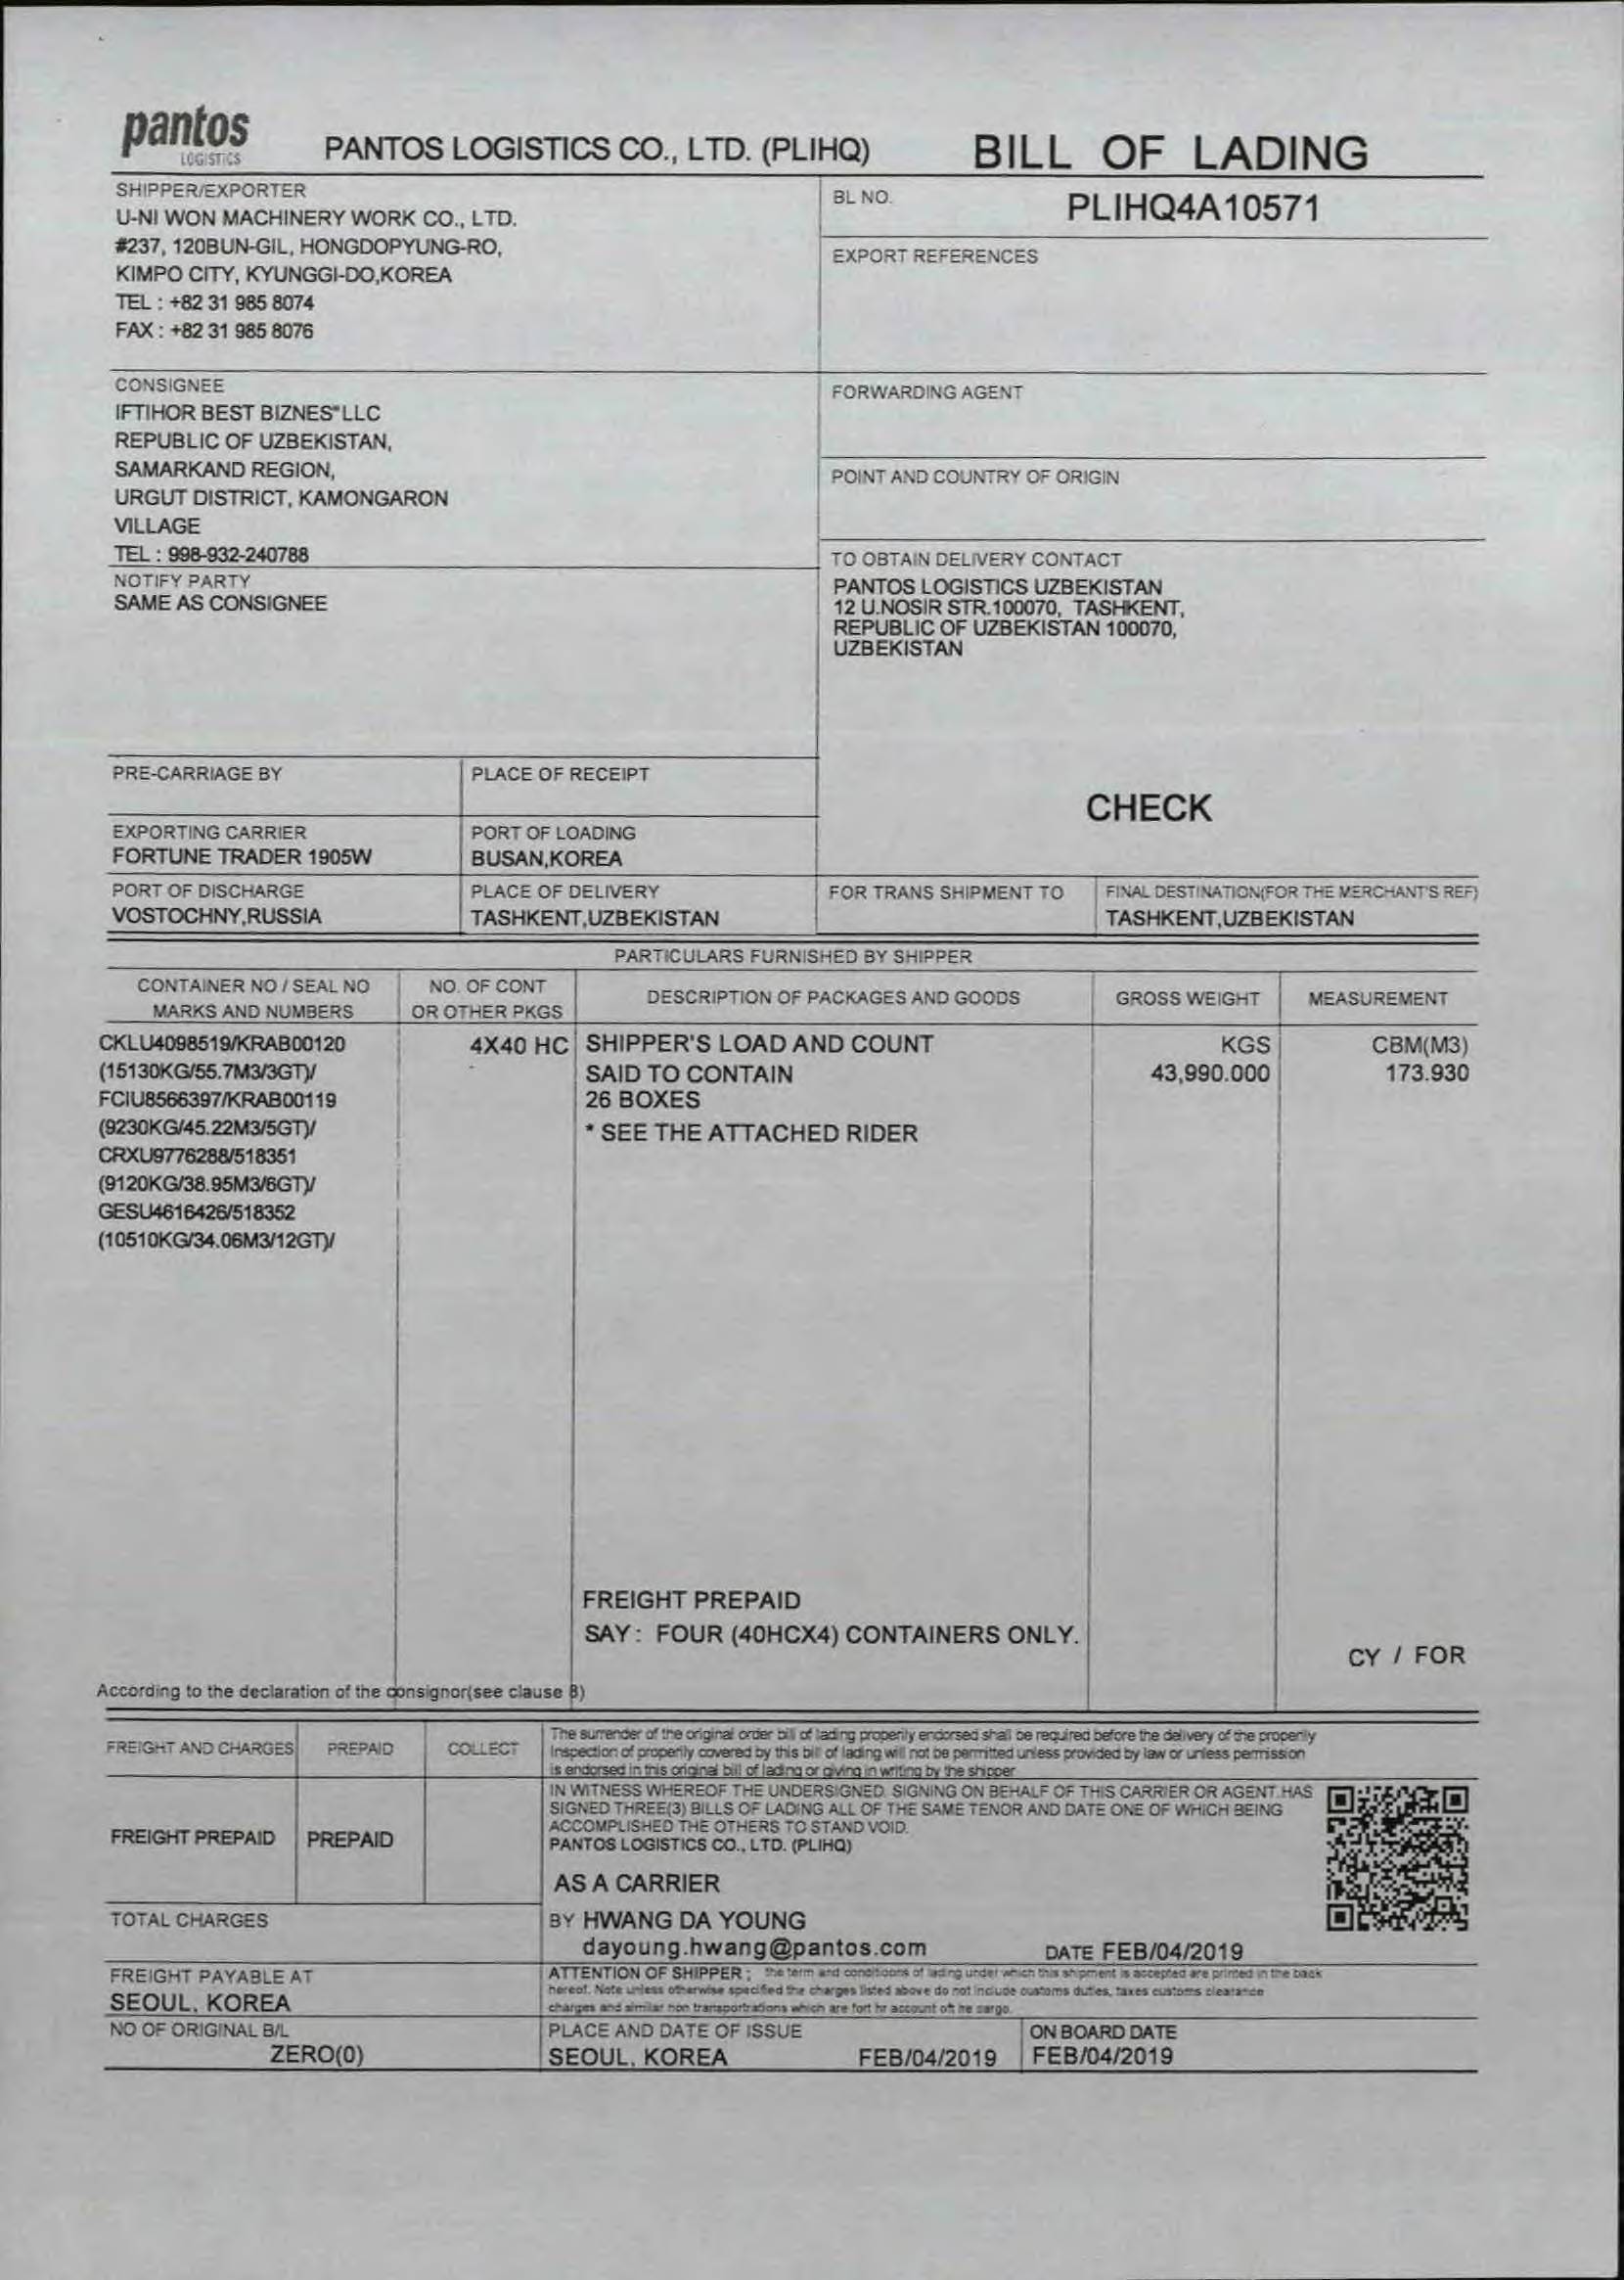 pantos
LOGISTICS
PANTOS LOGISTICS CO., LTD. (PLIHQ)
BILL OF LADING
SHIPPER/EXPORTER
U-NI WON MACHINERY WORK CO., LTD.
#237, 120BUN-GIL, HONGDOPYUNG-RO,
KIMPO CITY, KYUNGGI-DO,KOREA
TEL : +82 31 985 8074
FAX : +82 31 985 8076
BL NO.
PLIHQ4A10571
EXPORT REFERENCES
CONSIGNEE
IFTIHOR BEST BIZNES"LLC
REPUBLIC OF UZBEKISTAN,
SAMARKAND REGION,
URGUT DISTRICT, KAMONGARON
VILLAGE
TEL : 998-932-240788
FORWARDING AGENT
POINT AND COUNTRY OF ORIGIN
NOTIFY PARTY
SAME AS CONSIGNEE
TO OBTAIN DELIVERY CONTACT
PANTOS LOGISTICS UZBEKISTAN
12 U.NOSIR STR.100070, TASHKENT,
REPUBLIC OF UZBEKISTAN 100070,
UZBEKISTAN
PRE-CARRIAGE BY
PLACE OF RECEIPT
CHECK
EXPORTING CARRIER
FORTUNE TRADER 1905W
PORT OF LOADING
BUSAN,KOREA
PORT OF DISCHARGE
VOSTOCHNY,RUSSIA
PLACE OF DELIVERY
TASHKENT,UZBEKISTAN
FOR TRANS SHIPMENT TO
FINAL DESTINATION(FOR THE MERCHANT'S REF)
TASHKENT,UZBEKISTAN
PARTICULARS FURNISHED BY SHIPPER
CONTAINER NO / SEAL NO
MARKS AND NUMBERS
NO. OF CONT
OR OTHER PKGS
DESCRIPTION OF PACKAGES AND GOODS
GROSS WEIGHT
MEASUREMENT
CKLU4098519/KRAB00120
(15130KG/55.7M3/3GT)/
FCIU8566397/KRAB00119
(9230KG/45.22M3/5GT)/
CRXU9776288/518351
(9120KG/38.95M3/6GT)/
GESU4616426/518352
(10510KG/34.06M3/12GT)/
4X40 HC
SHIPPER'S LOAD AND COUNT
SAID TO CONTAIN
26 BOXES
* SEE THE ATTACHED RIDER
KGS
43,990.000
CBM(M3)
173.930
FREIGHT PREPAID
SAY : FOUR (40HCX4) CONTAINERS ONLY.
CY / FOR
According to the declaration of the consignor(see clause 8)
FREIGHT AND CHARGES
PREPAID
COLLECT
The surrender of the original order bill of lading properly endorsed shall be required before the delivery of the properly
Inspection of properlly covered by this bill of lading will not be permitted unless provided by law or unless permission
is endorsed in this original bill of lading or giving in writing by the shipper
FREIGHT PREPAID
PREPAID
IN WITNESS WHEREOF THE UNDERSIGNED. SIGNING ON BEHALF OF THIS CARRIER OR AGENT HAS
SIGNED THREE(3) BILLS OF LADING ALL OF THE SAME TENOR AND DATE ONE OF WHICH BEING
ACCOMPLISHED THE OTHERS TO STAND VOID.
PANTOS LOGISTICS CO., LTD. (PLIHQ)
AS A CARRIER
TOTAL CHARGES
BY HWANG DA YOUNG
dayoung.hwang@pantos.com
DATE FEB/04/2019
FREIGHT PAYABLE AT
SEOUL, KOREA
ATTENTION OF SHIPPER ; the term and conditions of lading under which this shipment is accepted are printed in the back
hereof. Note unless otherwise specified the charges listed above do not include customs duties, taxes customs clearance
charges and similar non transportrations which are fort hr account oft he cargo.
NO OF ORIGINAL B/L
ZERO(0)
PLACE AND DATE OF ISSUE
SEOUL, KOREA
FEB/04/2019
ON BOARD DATE
FEB/04/2019